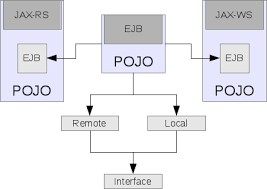 JAX-RS
EJB
JAX-WS
EJB
EJB
POJO
POJO
POJO
Remote
Local
Interface